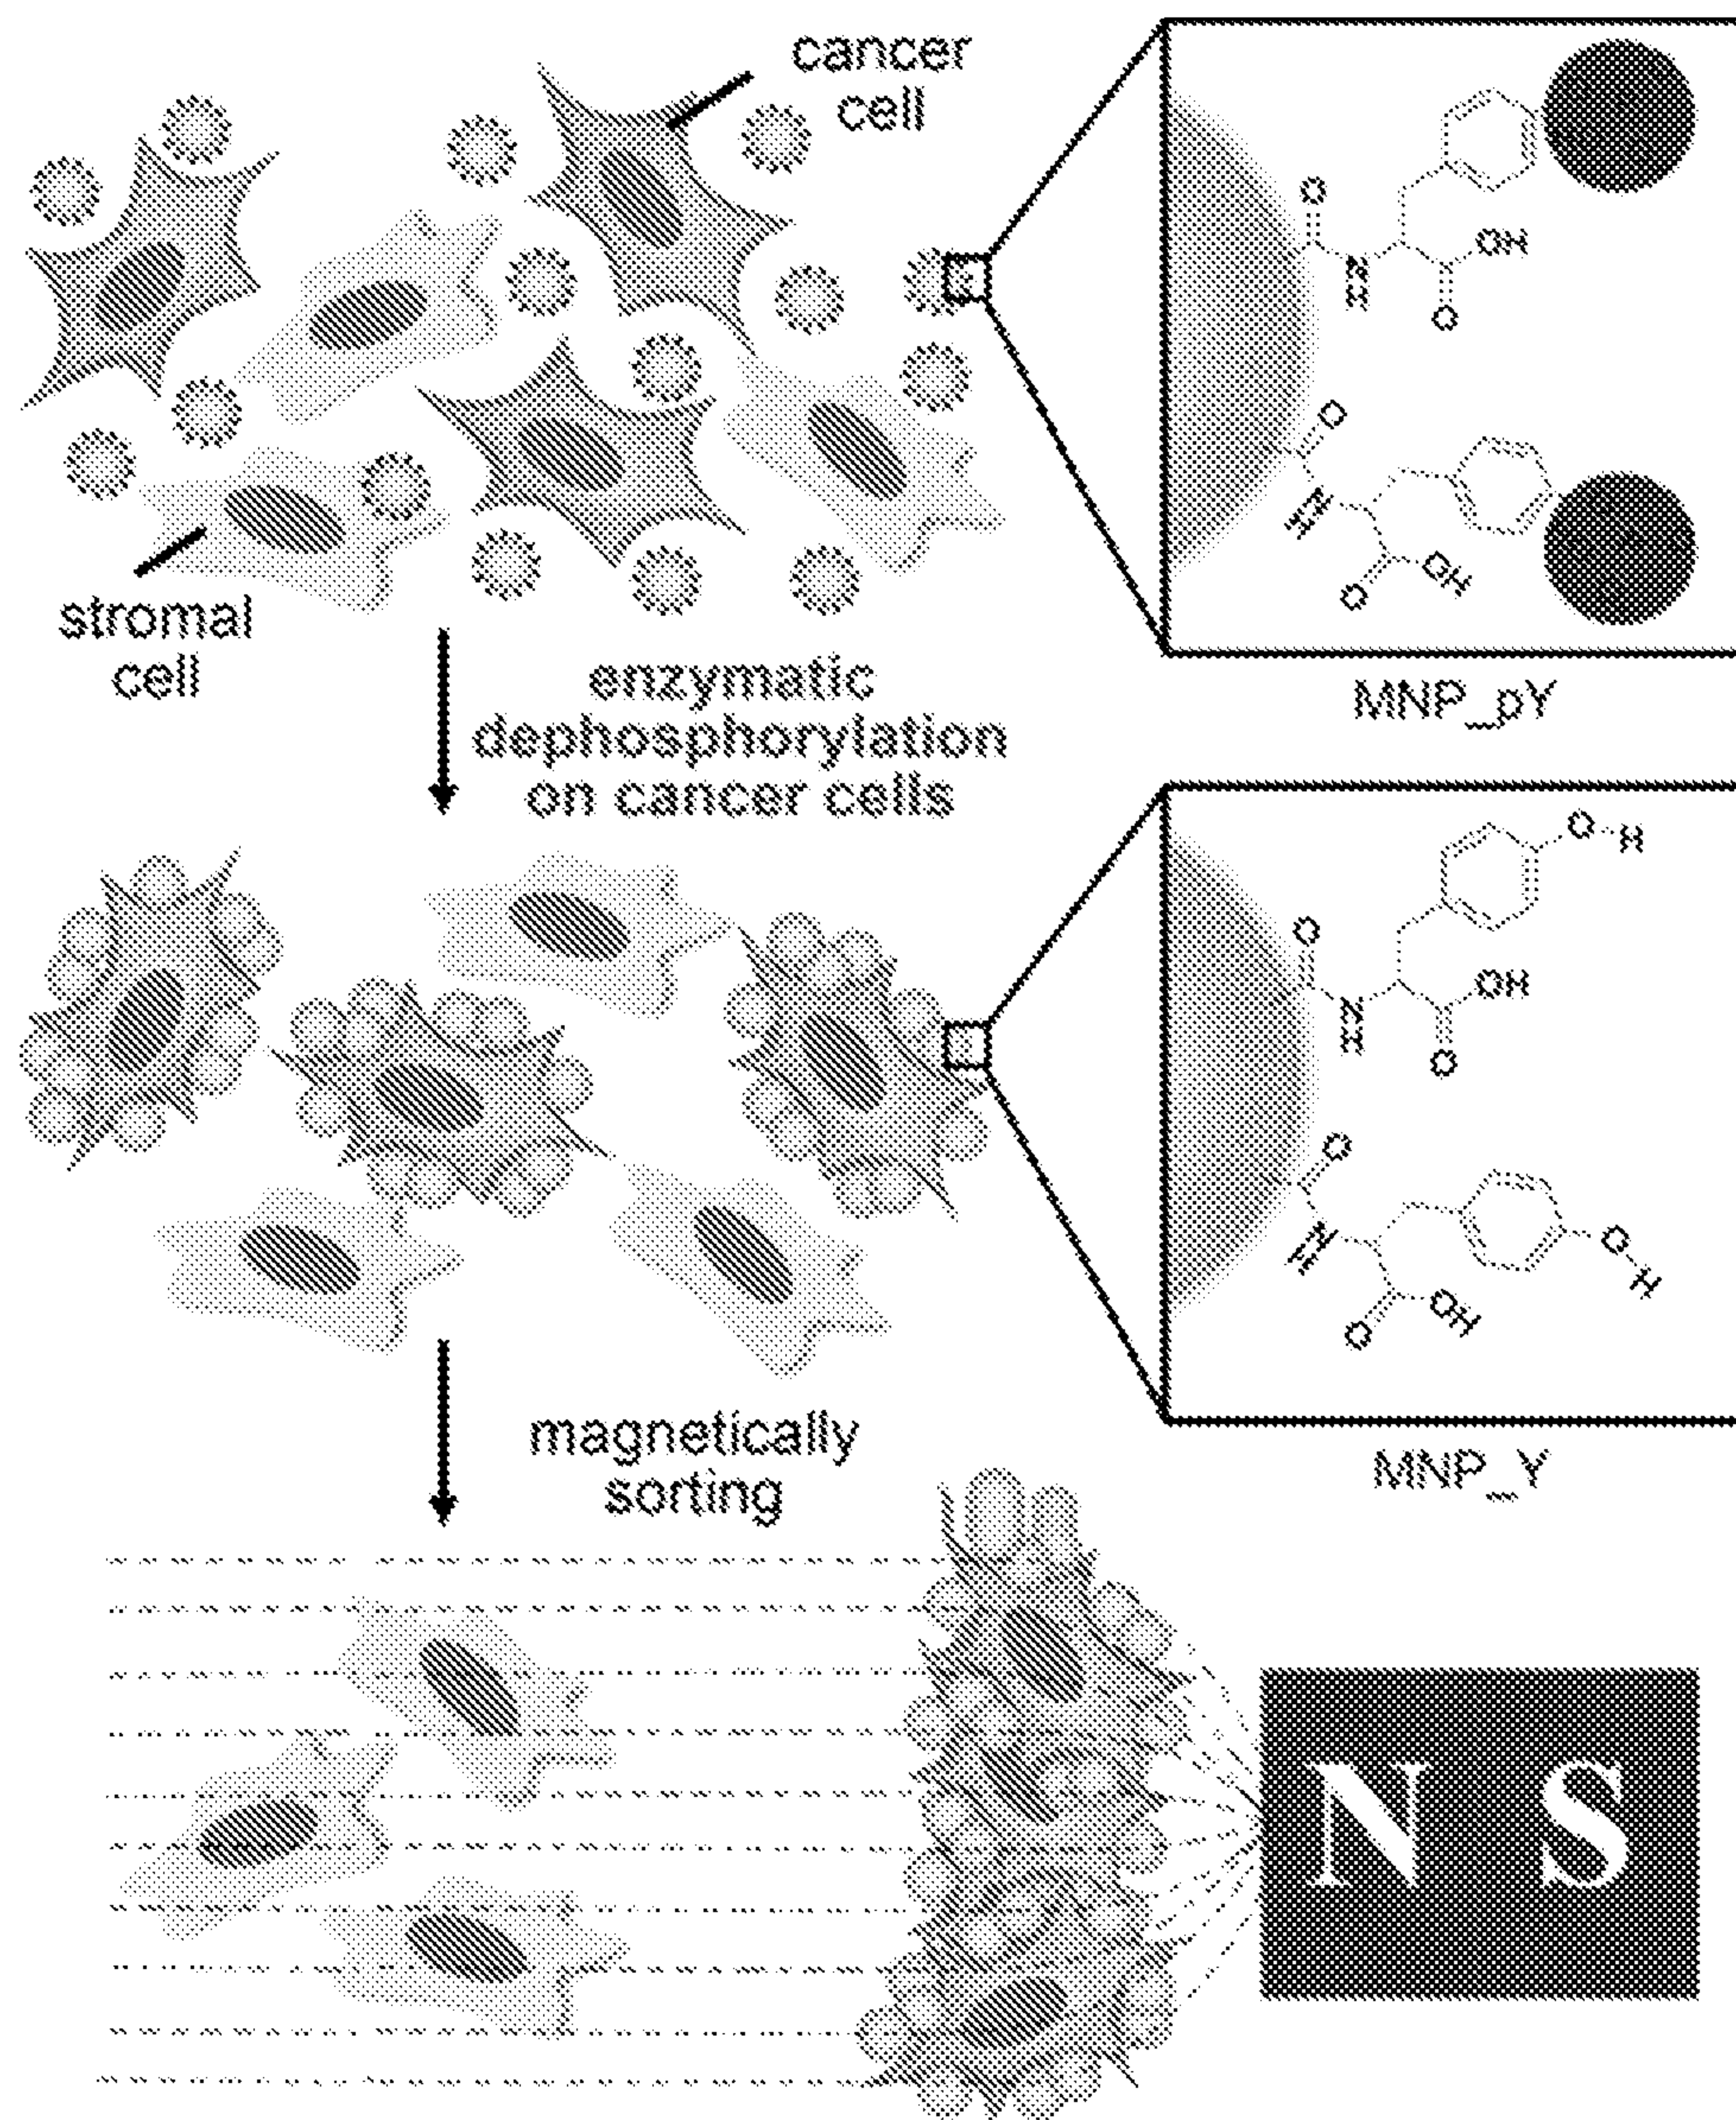 cancer
cell
O
OH
N
H
O
O
N
H
OH
O
stromal
cell
MNP_pY
enzymatic
dephosphorylation
on cancer cells
O
H
O
OH
N
H
O
O
N
H
O
H
OH
O
magnetically
sorting
MNP_Y
N S